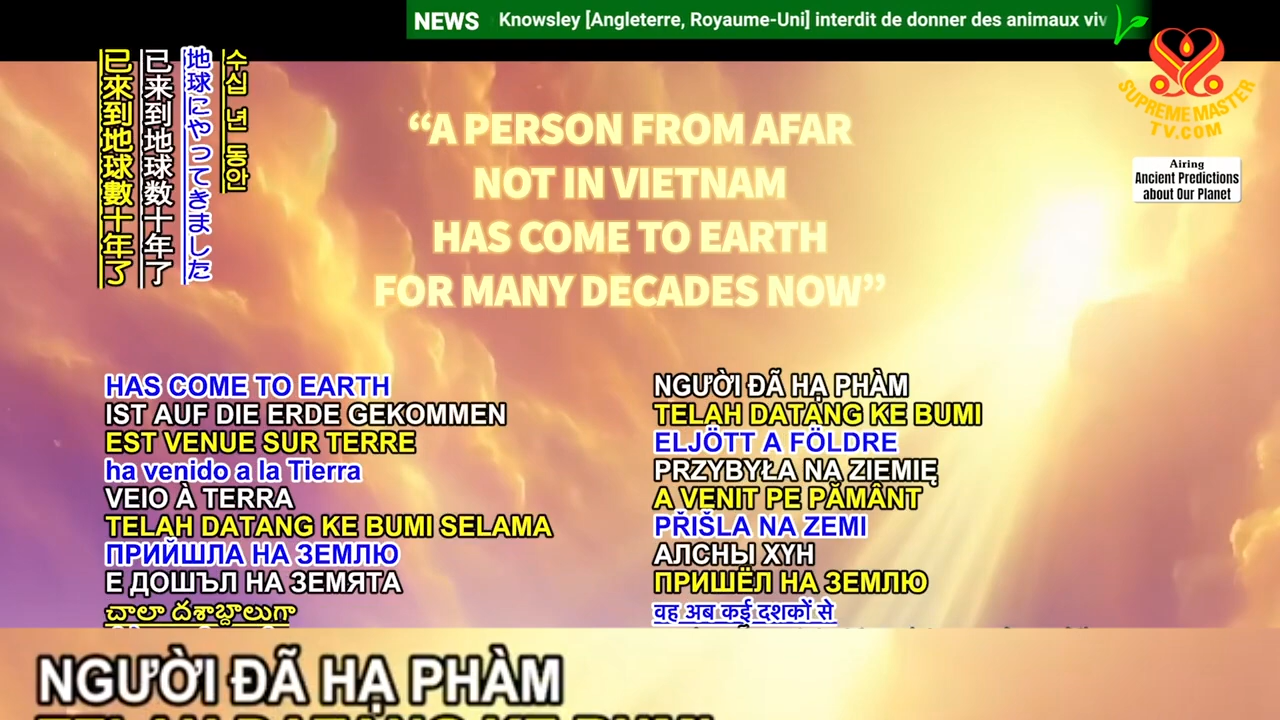 NEWS Knowsley [Angleterre, Royaume-Uni] interdit de donner des animaux viv
SUPREME MASTER
TV.COM
Airing
Ancient Predictions
about Our Planet
已來到地球數十年了
已来到地球数十年了
地球にやってきました
수십 년 동안
“A PERSON FROM AFAR
NOT IN VIETNAM
HAS COME TO EARTH
FOR MANY DECADES NOW”
HAS COME TO EARTH
IST AUF DIE ERDE GEKOMMEN
EST VENUE SUR TERRE
ha venido a la Tierra
VEIO À TERRA
TELAH DATANG KE BUMI SELAMA
ПРИЙШЛА НА ЗЕМЛЮ
Е ДОШЪЛ НА ЗЕМЯТА
చాలా దశాబ్దాలుగా
NGƯỜI ĐÃ HẠ PHÀM
TELAH DATANG KE BUMI
ELJÖTT A FÖLDRE
PRZYBYŁA NA ZIEMIĘ
A VENIT PE PĂMÂNT
PŘIŠLA NA ZEMI
АЛСНЫ ХҮН
ПРИШЁЛ НА ЗЕМЛЮ
वह अब कई दशकों से
NGƯỜI ĐÃ HẠ PHÀM